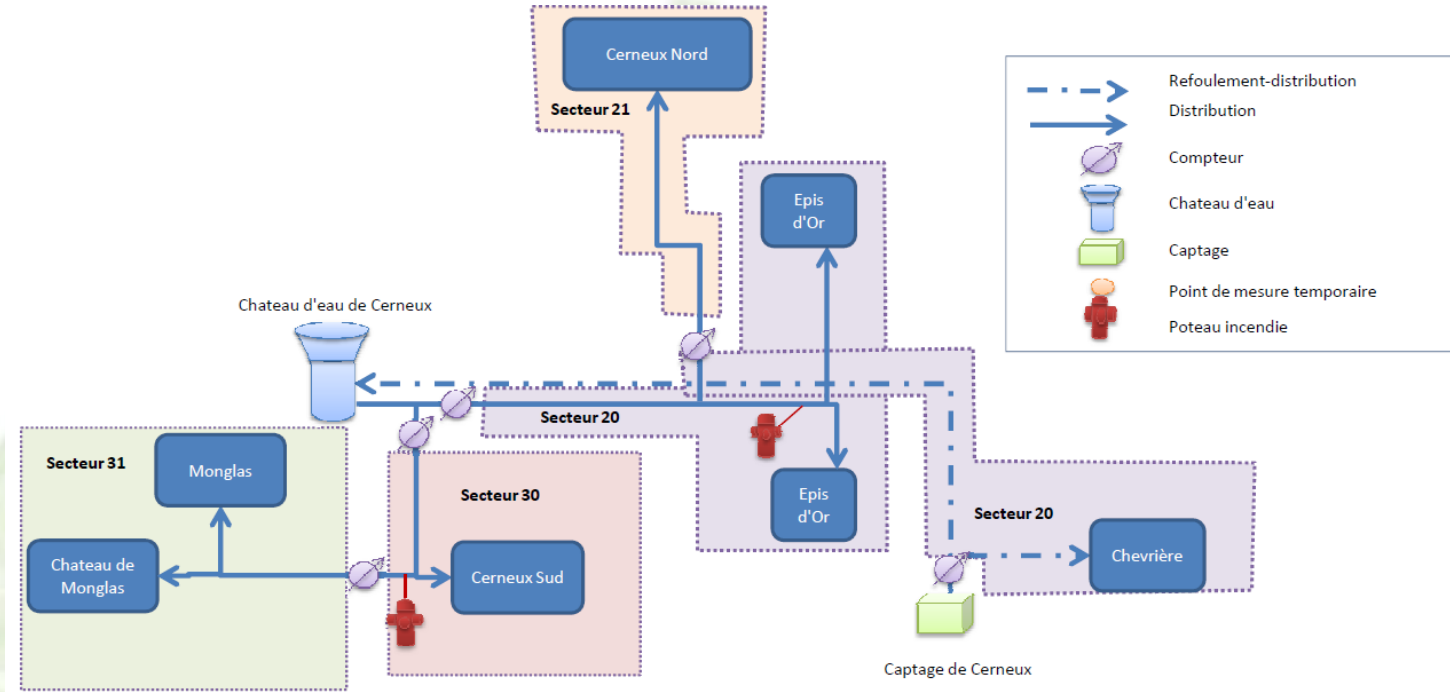 Cerneux Nord
Secteur 21
Refoulement-distribution
Distribution
Compteur
Chateau d'eau
Captage
Point de mesure temporaire
Poteau incendie
Epis
d'Or
Chateau d'eau de Cerneux
Secteur 20
Secteur 31
Monglas
Secteur 30
Epis
d'Or
Secteur 20
Chateau de
Monglas
Cerneux Sud
Chevrière
Captage de Cerneux